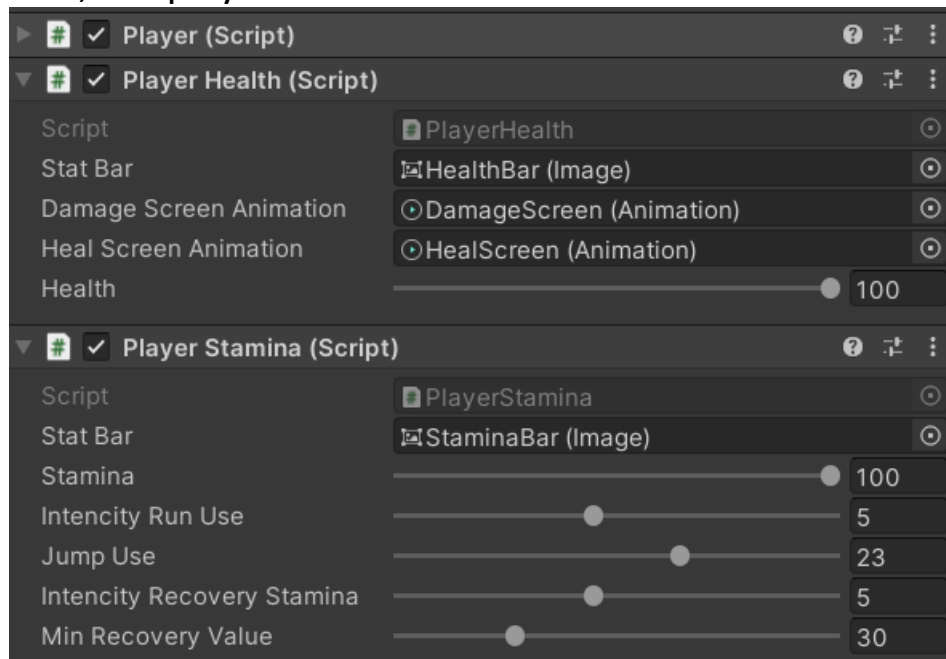 Player (Script)
Player Health (Script)
Script PlayerHealth
Stat Bar HealthBar (Image)
Damage Screen Animation DamageScreen (Animation)
Heal Screen Animation HealScreen (Animation)
Health 100
Player Stamina (Script)
Script PlayerStamina
Stat Bar StaminaBar (Image)
Stamina 100
Intencity Run Use 5
Jump Use 23
Intencity Recovery Stamina 5
Min Recovery Value 30